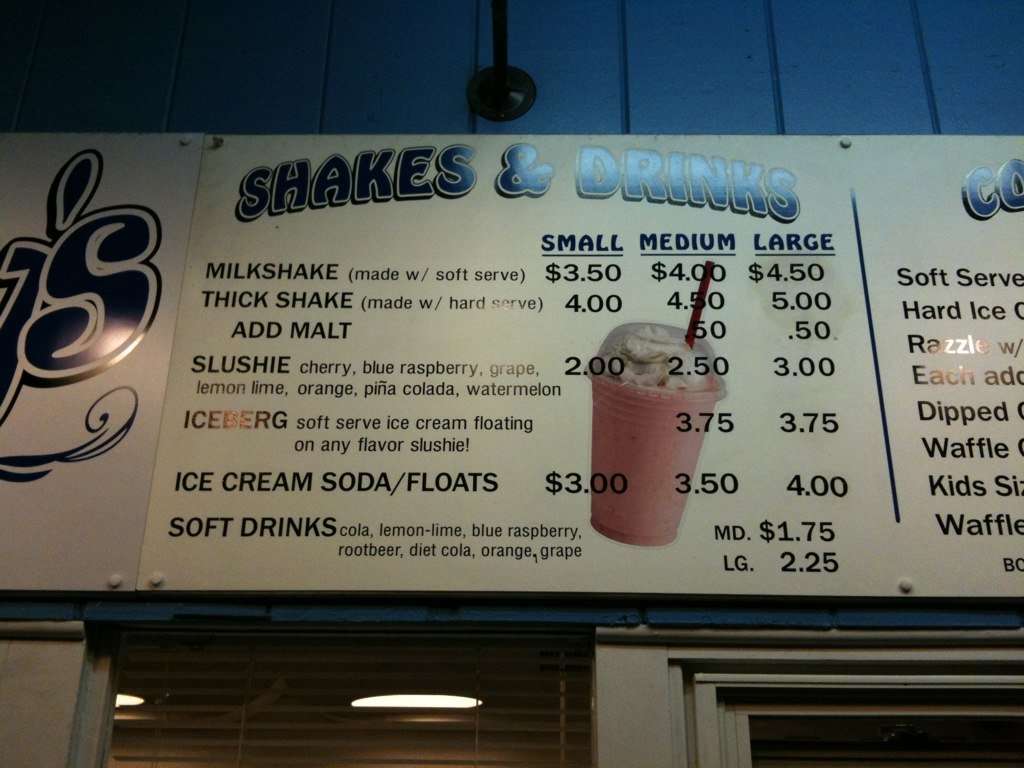 SHAKES & DRINKS
SMALL MEDIUM LARGE
MILKSHAKE (made w/ soft serve) $3.50 $4.00 $4.50
THICK SHAKE (made w/ hard serve) 4.00 4.50 5.00
ADD MALT .50 .50
SLUSHIE cherry, blue raspberry, grape, 2.00 2.50 3.00
lemon lime, orange, piña colada, watermelon
ICEBERG soft serve ice cream floating 3.75 3.75
on any flavor slushie!
ICE CREAM SODA/FLOATS $3.00 3.50 4.00
SOFT DRINKS cola, lemon-lime, blue raspberry, MD. $1.75
rootbeer, diet cola, orange, grape LG. 2.25
'S
CO
Soft Serve
Hard Ice C
Razzle w/
Each add
Dipped C
Waffle C
Kids Siz
Waffle
BO